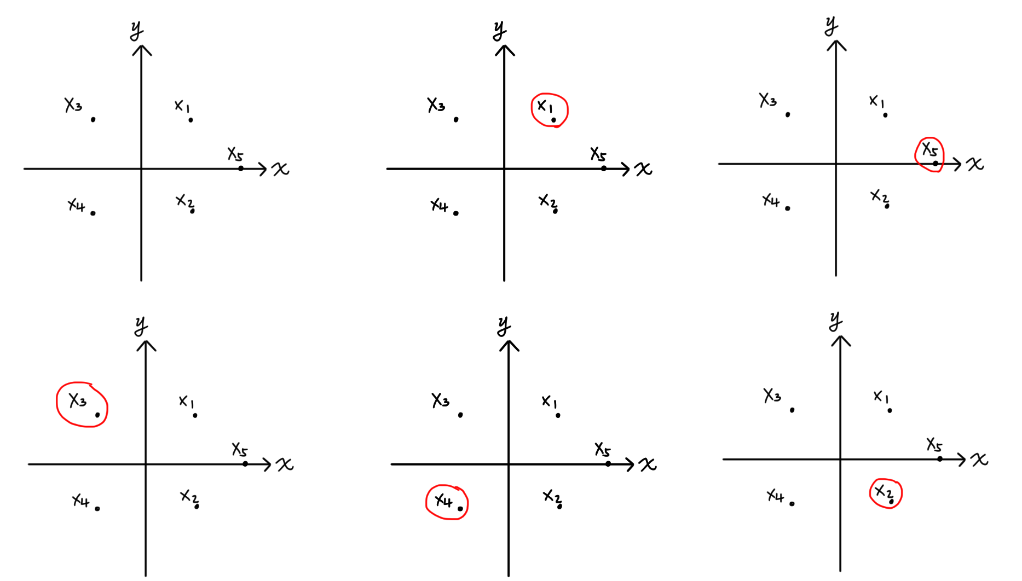 y y y
X₃ x₁ X₃ x₁ X₃ x₁
X₅ x X₅ x X₅ x
x₄ x₂ x₄ x₂ x₄ x₂
y y y
X₃ x₁ X₃ x₁ X₃ x₁
X₅ x X₅ x X₅ x
x₄ x₂ x₄ x₂ x₄ x₂